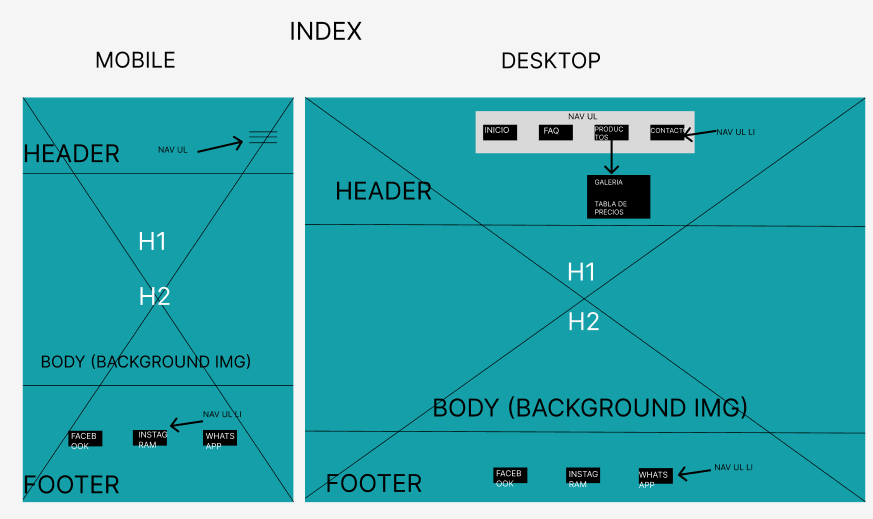 INDEX
MOBILE
DESKTOP
NAV UL
HEADER
H1
H2
BODY (BACKGROUND IMG)
NAV UL LI
FACEB
OOK
INSTAG
RAM
WHATS
APP
FOOTER
NAV UL
INICIO
FAQ
PRODUC
TOS
CONTACTO
NAV UL LI
GALERIA
TABLA DE
PRECIOS
HEADER
H1
H2
BODY (BACKGROUND IMG)
FACEB
OOK
INSTAG
RAM
WHATS
APP
NAV UL LI
FOOTER